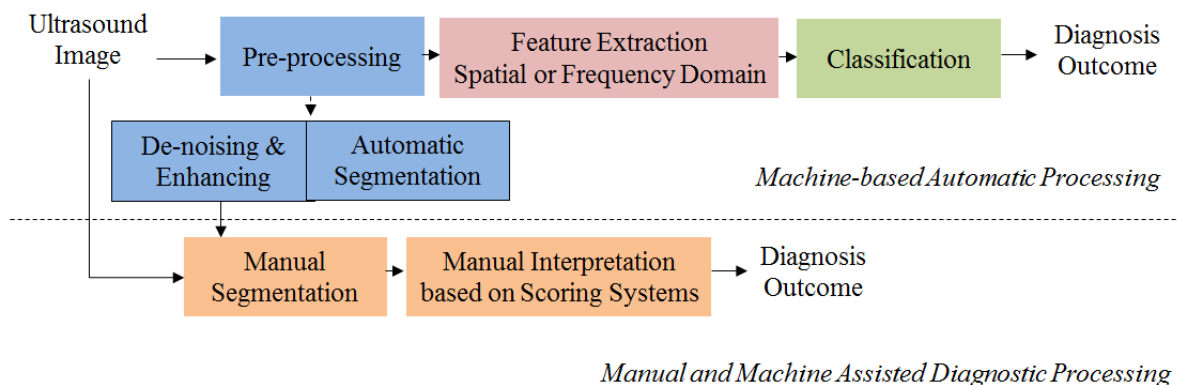 Ultrasound
Image
Pre-processing
Feature Extraction
Spatial or Frequency Domain
Classification
Diagnosis
Outcome
De-noising &
Enhancing
Automatic
Segmentation
Machine-based Automatic Processing
Manual
Segmentation
Manual Interpretation
based on Scoring Systems
Diagnosis
Outcome
Manual and Machine Assisted Diagnostic Processing